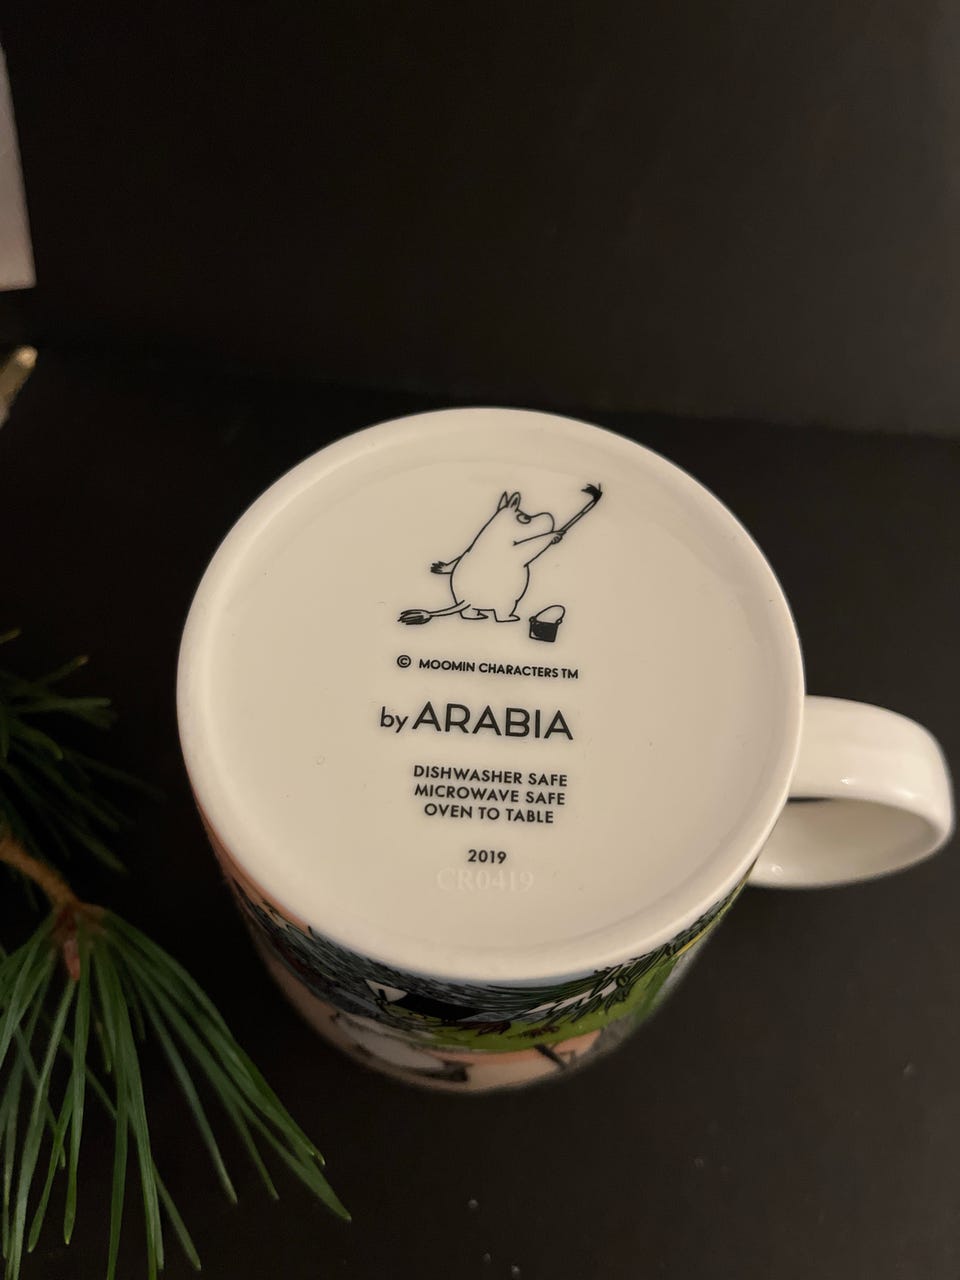 © MOOMIN CHARACTERS TM
by ARABIA
DISHWASHER SAFE
MICROWAVE SAFE
OVEN TO TABLE
2019
CR0419